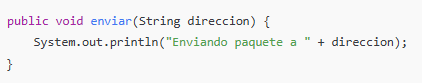 public void enviar(String direccion) {
    System.out.println("Enviando paquete a " + direccion);
}